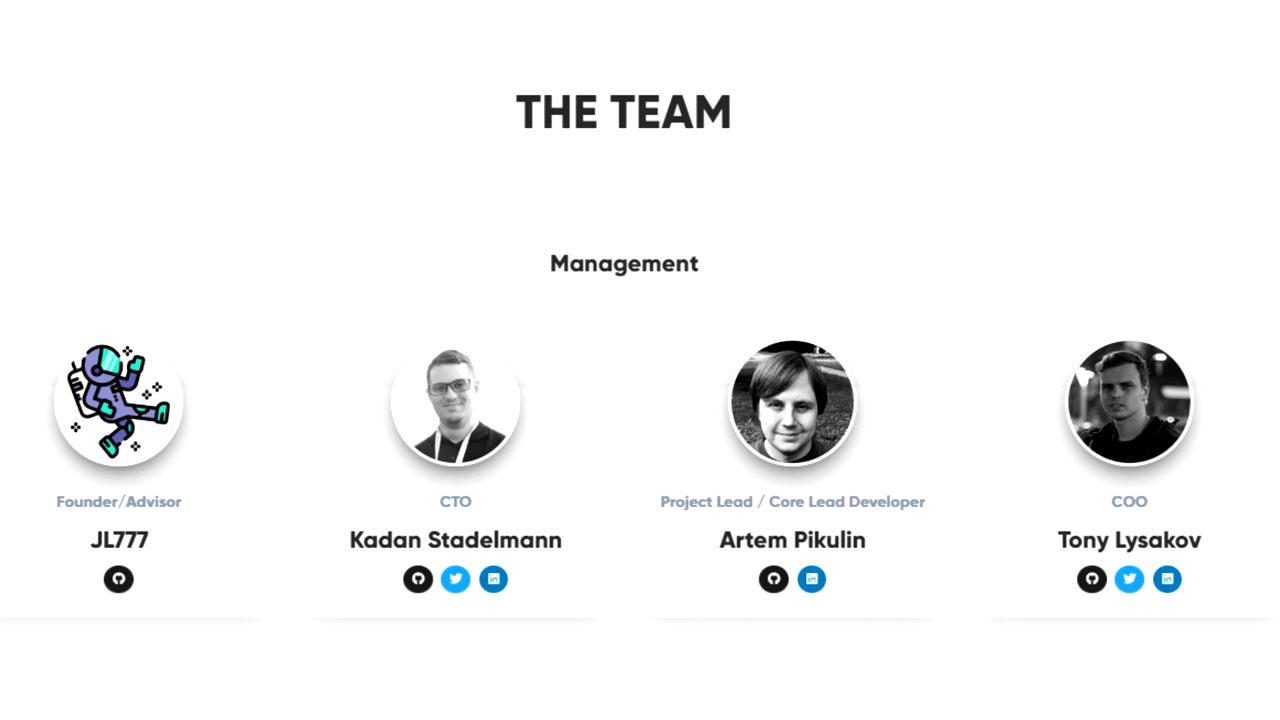 THE TEAM
Management
Founder/Advisor
JL777
CTO
Kadan Stadelmann
Project Lead / Core Lead Developer
Artem Pikulin
COO
Tony Lysakov